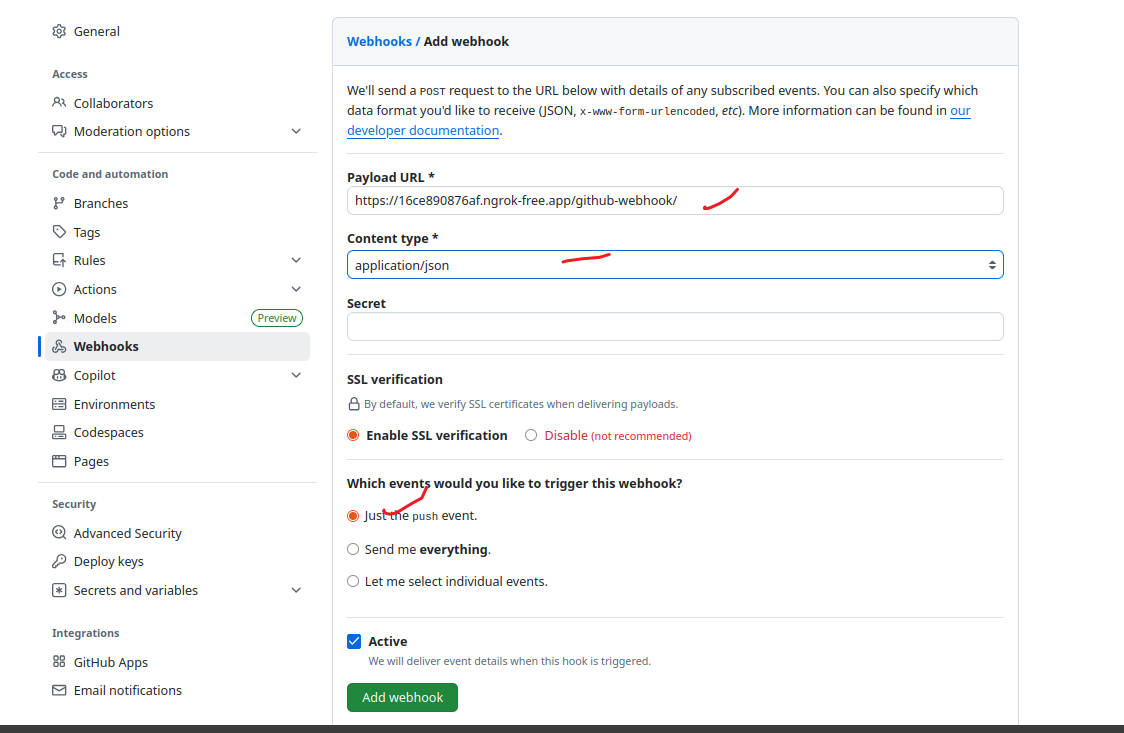 General
Access
Collaborators
Moderation options
Code and automation
Branches
Tags
Rules
Actions
Models
Preview
Webhooks
Copilot
Environments
Codespaces
Pages
Security
Advanced Security
Deploy keys
Secrets and variables
Integrations
GitHub Apps
Email notifications
Webhooks / Add webhook
We'll send a POST request to the URL below with details of any subscribed events. You can also specify which
data format you'd like to receive (JSON, x-www-form-urlencoded, etc). More information can be found in our
developer documentation.
Payload URL *
https://16ce890876af.ngrok-free.app/github-webhook/
Content type *
application/json
Secret
SSL verification
By default, we verify SSL certificates when delivering payloads.
Enable SSL verification
Disable (not recommended)
Which events would you like to trigger this webhook?
Just the push event.
Send me everything.
Let me select individual events.
Active
We will deliver event details when this hook is triggered.
Add webhook